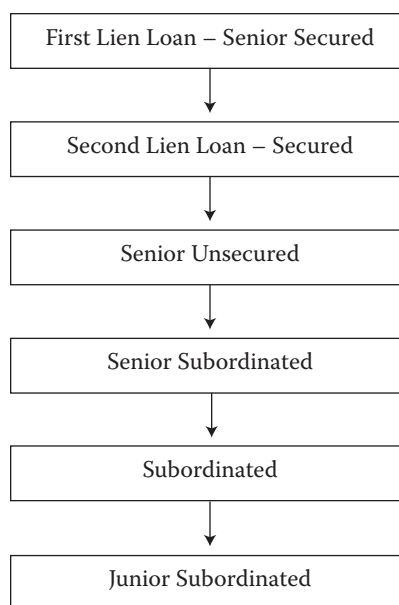 First Lien Loan – Senior Secured
Second Lien Loan – Secured
Senior Unsecured
Senior Subordinated
Subordinated
Junior Subordinated